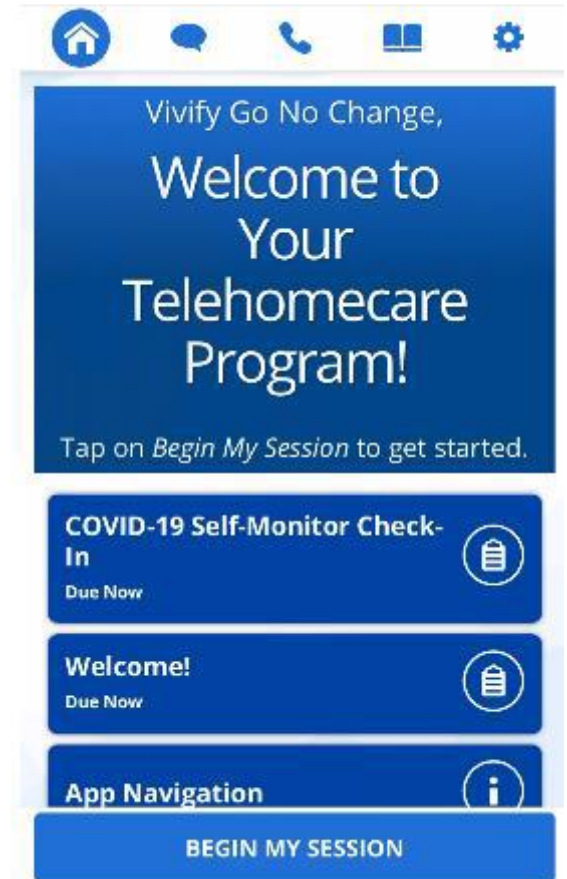 Vivify Go No Change,
Welcome to
Your
Telehomecare
Program!
Tap on Begin My Session to get started.
COVID-19 Self-Monitor Check-
In
Due Now
Welcome!
Due Now
App Navigation
BEGIN MY SESSION